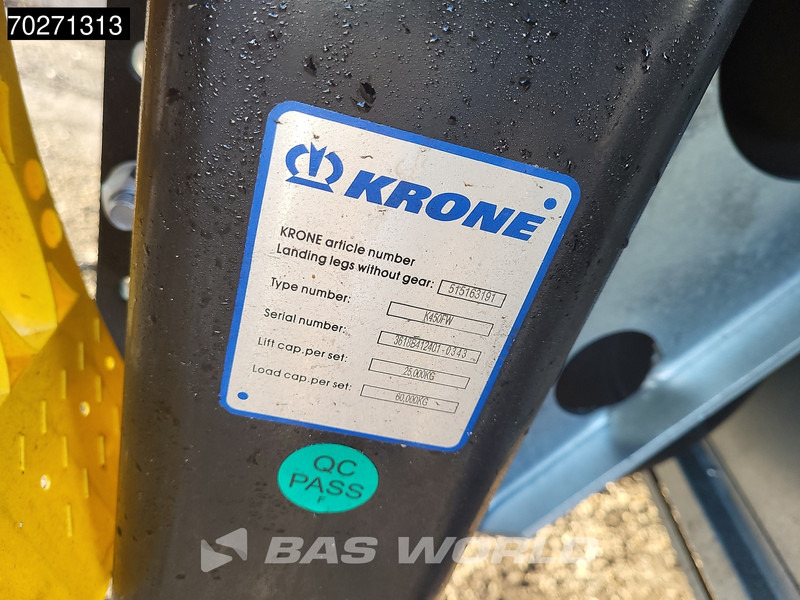 70271313
KRONE
KRONE article number
Landing legs without gear: 515163191
Type number: K450FW
Serial number: 3618B412401-0343
Lift cap.per set: 25.000KG
Load cap.per set: 60.000KG
QC
PASS
F
BAS WORLD